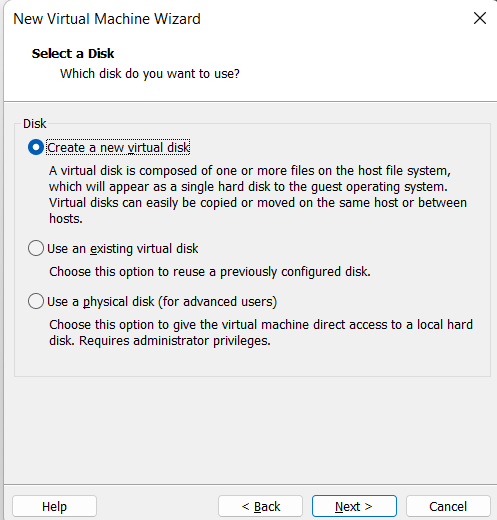 New Virtual Machine Wizard
Select a Disk
Which disk do you want to use?
Disk
Create a new virtual disk
A virtual disk is composed of one or more files on the host file system,
which will appear as a single hard disk to the guest operating system.
Virtual disks can easily be copied or moved on the same host or between
hosts.
Use an existing virtual disk
Choose this option to reuse a previously configured disk.
Use a physical disk (for advanced users)
Choose this option to give the virtual machine direct access to a local hard
disk. Requires administrator privileges.
Help
< Back
Next >
Cancel